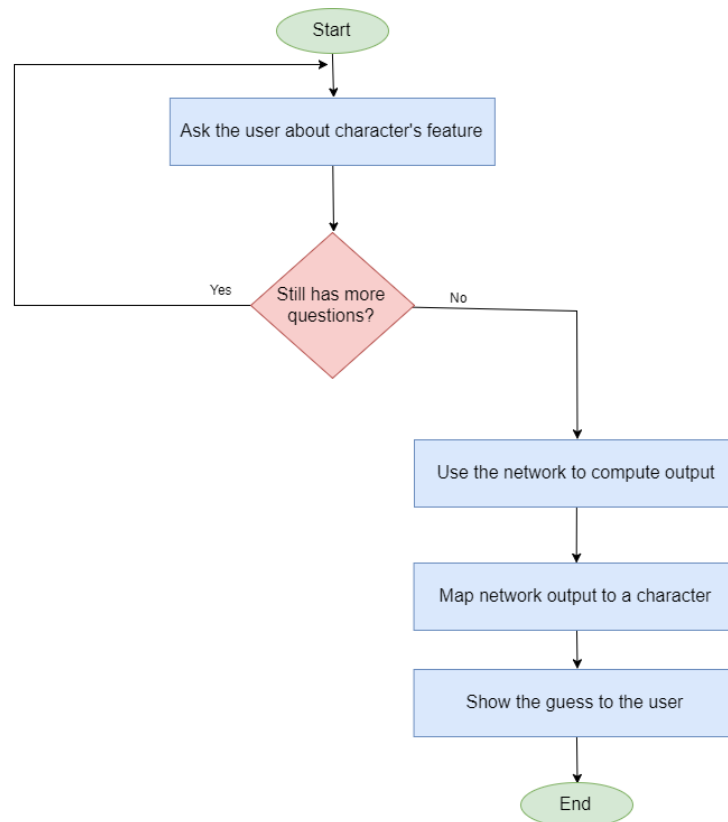 Start
Ask the user about character's feature
Still has more
questions?
Yes
No
Use the network to compute output
Map network output to a character
Show the guess to the user
End